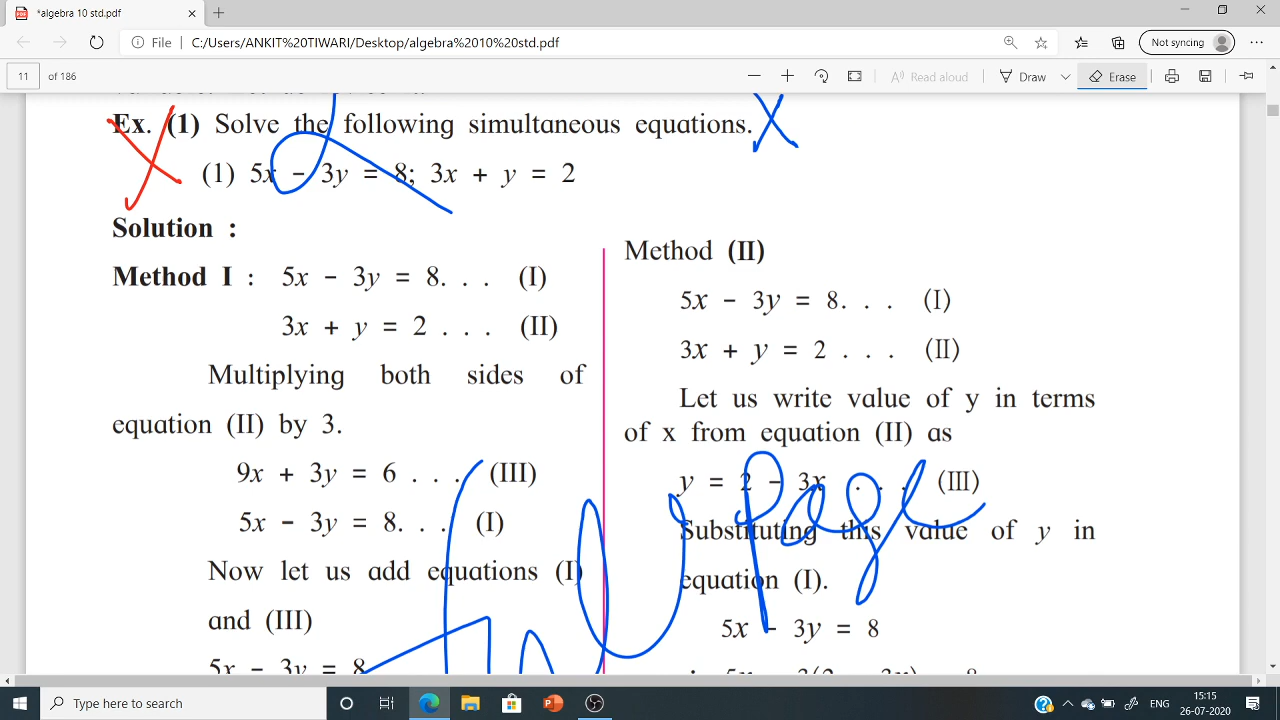 *algebra 10 std.pdf
File C:/Users/ANKIT%20TIWARI/Desktop/algebra%2010%20std.pdf Not syncing
11 of 186 Read aloud Draw Erase
Ex. (1) Solve the following simultaneous equations.
(1) 5x − 3y = 8; 3x + y = 2
Solution :
Method I : 5x − 3y = 8. . . (I)
3x + y = 2 . . . (II)
Multiplying both sides of
equation (II) by 3.
9x + 3y = 6 . . . (III)
5x − 3y = 8. . . (I)
Now let us add equations (I)
and (III)
5x − 3y = 8
Method (II)
5x − 3y = 8. . . (I)
3x + y = 2 . . . (II)
Let us write value of y in terms
of x from equation (II) as
y = 2 − 3x . . . (III)
Substituting this value of y in
equation (I).
5x − 3y = 8
page
Type here to search
ENG 15:15
26-07-2020